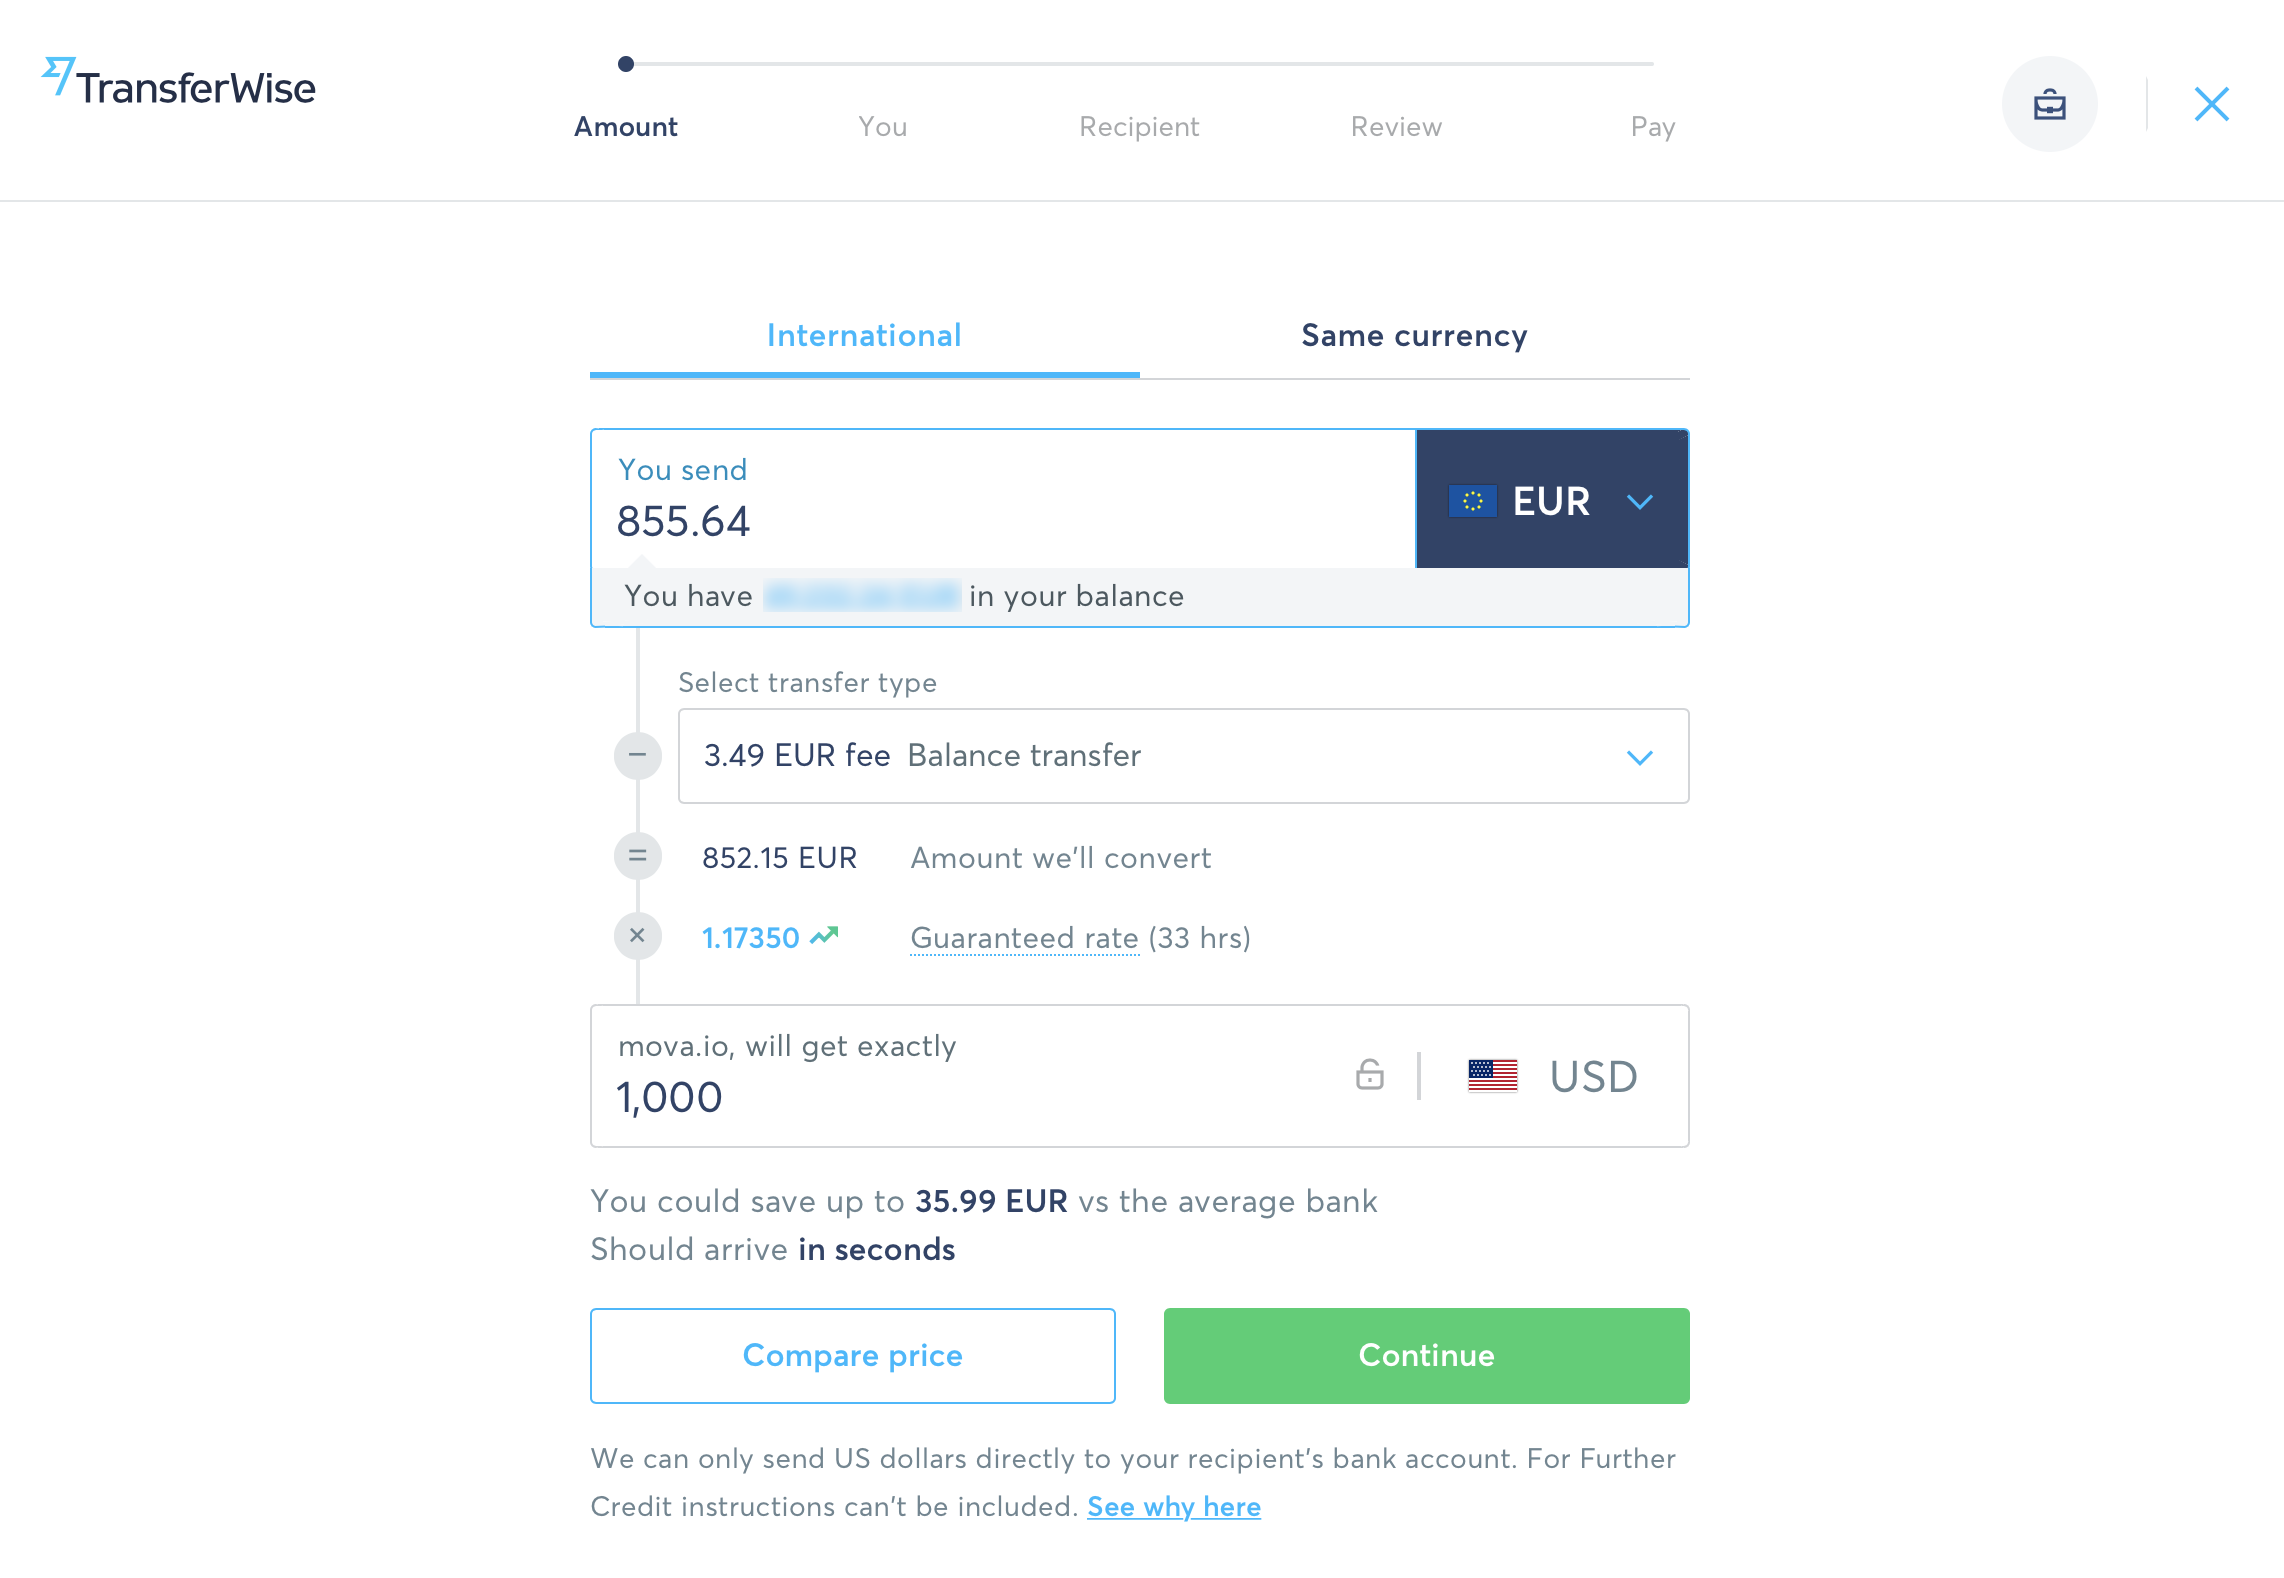 TransferWise
Amount
You
Recipient
Review
Pay
International
Same currency
You send
855.64
EUR
You have in your balance
Select transfer type
3.49 EUR fee Balance transfer
852.15 EUR Amount we'll convert
1.17350 Guaranteed rate (33 hrs)
mova.io, will get exactly
1,000
USD
You could save up to 35.99 EUR vs the average bank
Should arrive in seconds
Compare price
Continue
We can only send US dollars directly to your recipient's bank account. For Further
Credit instructions can't be included. See why here